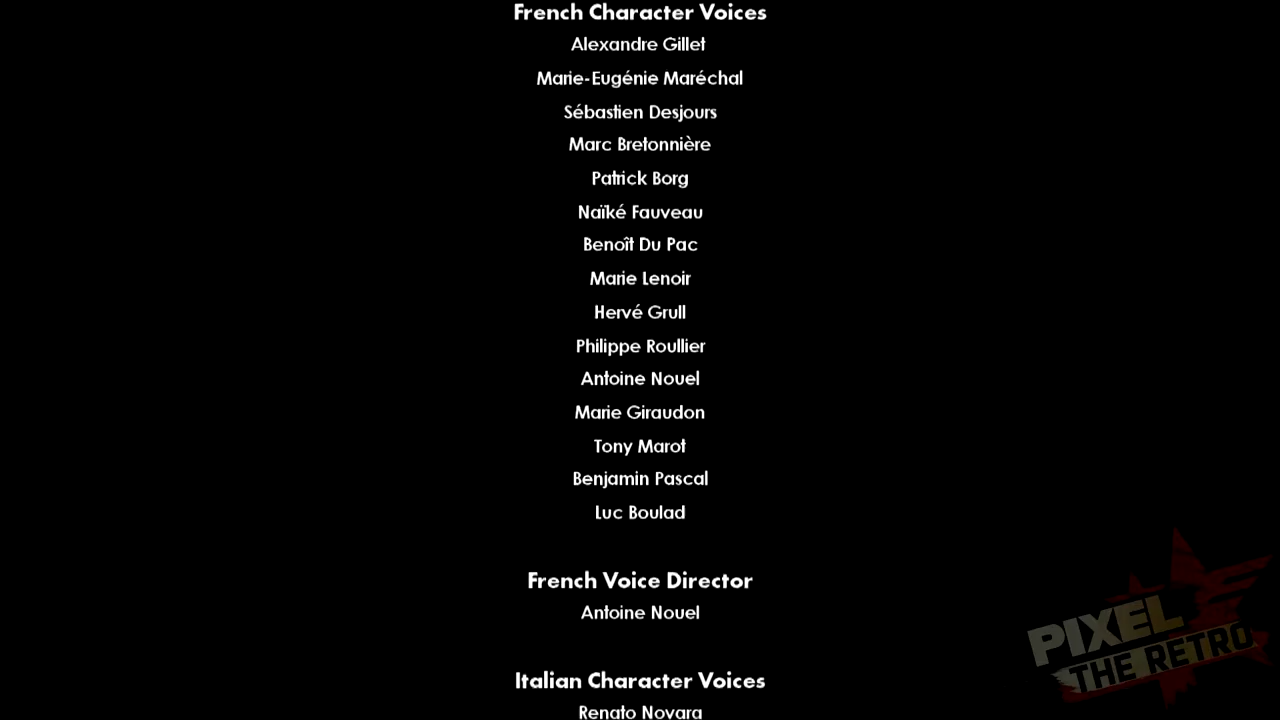 French Character Voices
Alexandre Gillet
Marie-Eugénie Maréchal
Sébastien Desjours
Marc Bretonnière
Patrick Borg
Naïké Fauveau
Benoît Du Pac
Marie Lenoir
Hervé Grull
Philippe Roullier
Antoine Nouel
Marie Giraudon
Tony Marot
Benjamin Pascal
Luc Boulad
French Voice Director
Antoine Nouel
Italian Character Voices
Renato Novara
PIXEL
THE RETRO